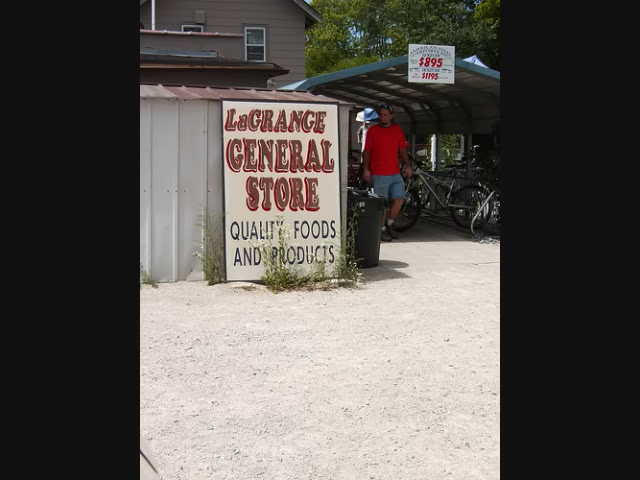 $895
$1195
LaGRANGE
GENERAL
STORE
QUALITY FOODS
AND PRODUCTS